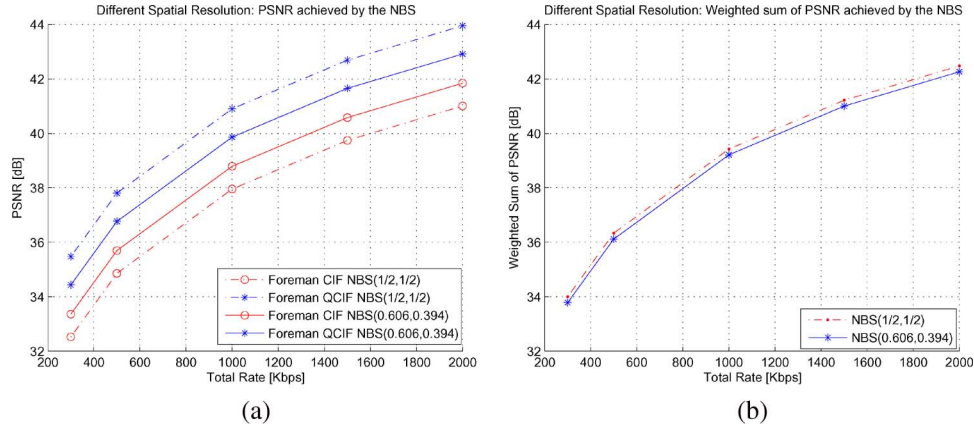 Different Spatial Resolution: PSNR achieved by the NBS
44
42
40
38
36
34
32
PSNR [dB]
Foreman CIF NBS(1/2,1/2)
Foreman QCIF NBS(1/2,1/2)
Foreman CIF NBS(0.606,0.394)
Foreman QCIF NBS(0.606,0.394)
200 400 600 800 1000 1200 1400 1600 1800 2000
Total Rate [Kbps]
(a)
Different Spatial Resolution: Weighted sum of PSNR achieved by the NBS
44
42
40
38
36
34
32
Weighted Sum of PSNR [dB]
NBS(1/2,1/2)
NBS(0.606,0.394)
200 400 600 800 1000 1200 1400 1600 1800 2000
Total Rate [Kbps]
(b)